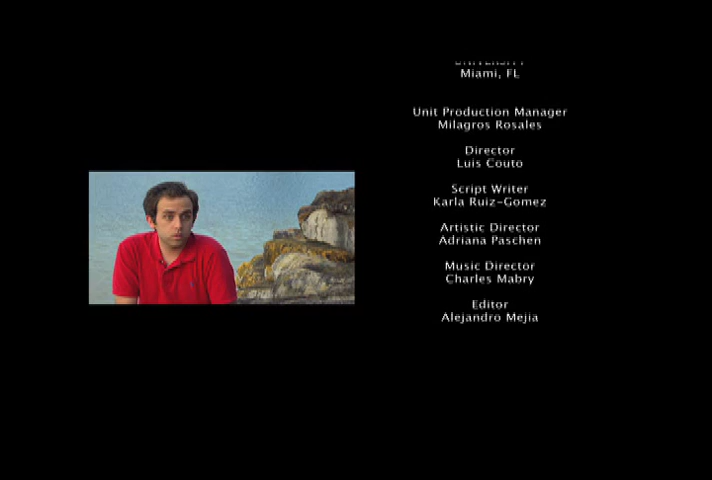 Miami, FL
Unit Production Manager
Milagros Rosales
Director
Luis Couto
Script Writer
Karla Ruiz-Gomez
Artistic Director
Adriana Paschen
Music Director
Charles Mabry
Editor
Alejandro Mejia